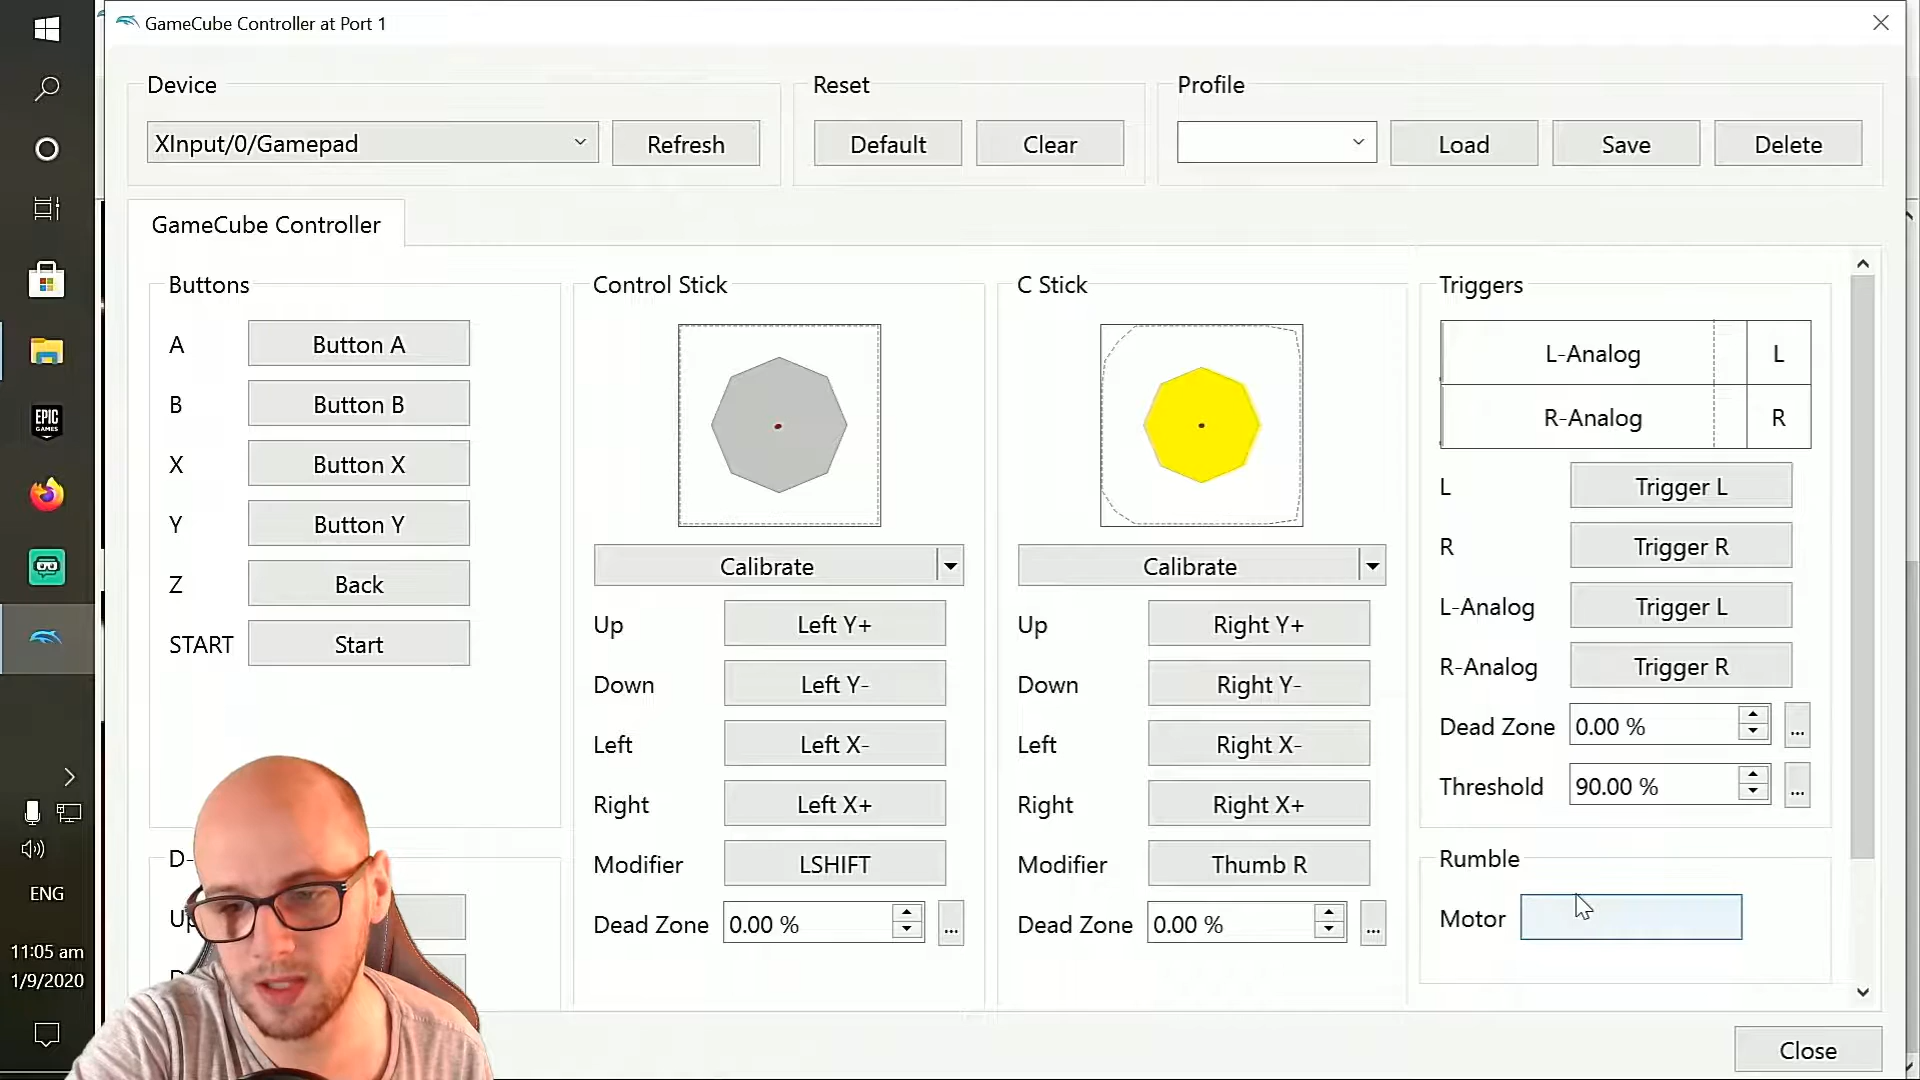 GameCube Controller at Port 1
Device
XInput/0/Gamepad
Refresh
Reset
Default
Clear
Profile
Load
Save
Delete
GameCube Controller
Buttons
A
Button A
B
Button B
X
Button X
Y
Button Y
Z
Back
START
Start
D-
Control Stick
Calibrate
Up
Left Y+
Down
Left Y-
Left
Left X-
Right
Left X+
Modifier
LSHIFT
Dead Zone
0.00 %
...
C Stick
Calibrate
Up
Right Y+
Down
Right Y-
Left
Right X-
Right
Right X+
Modifier
Thumb R
Dead Zone
0.00 %
...
Triggers
L-Analog
L
R-Analog
R
L
Trigger L
R
Trigger R
L-Analog
Trigger L
R-Analog
Trigger R
Dead Zone
0.00 %
...
Threshold
90.00 %
...
Rumble
Motor
Close
EPIC
GAMES
ENG
11:05 am
1/9/2020